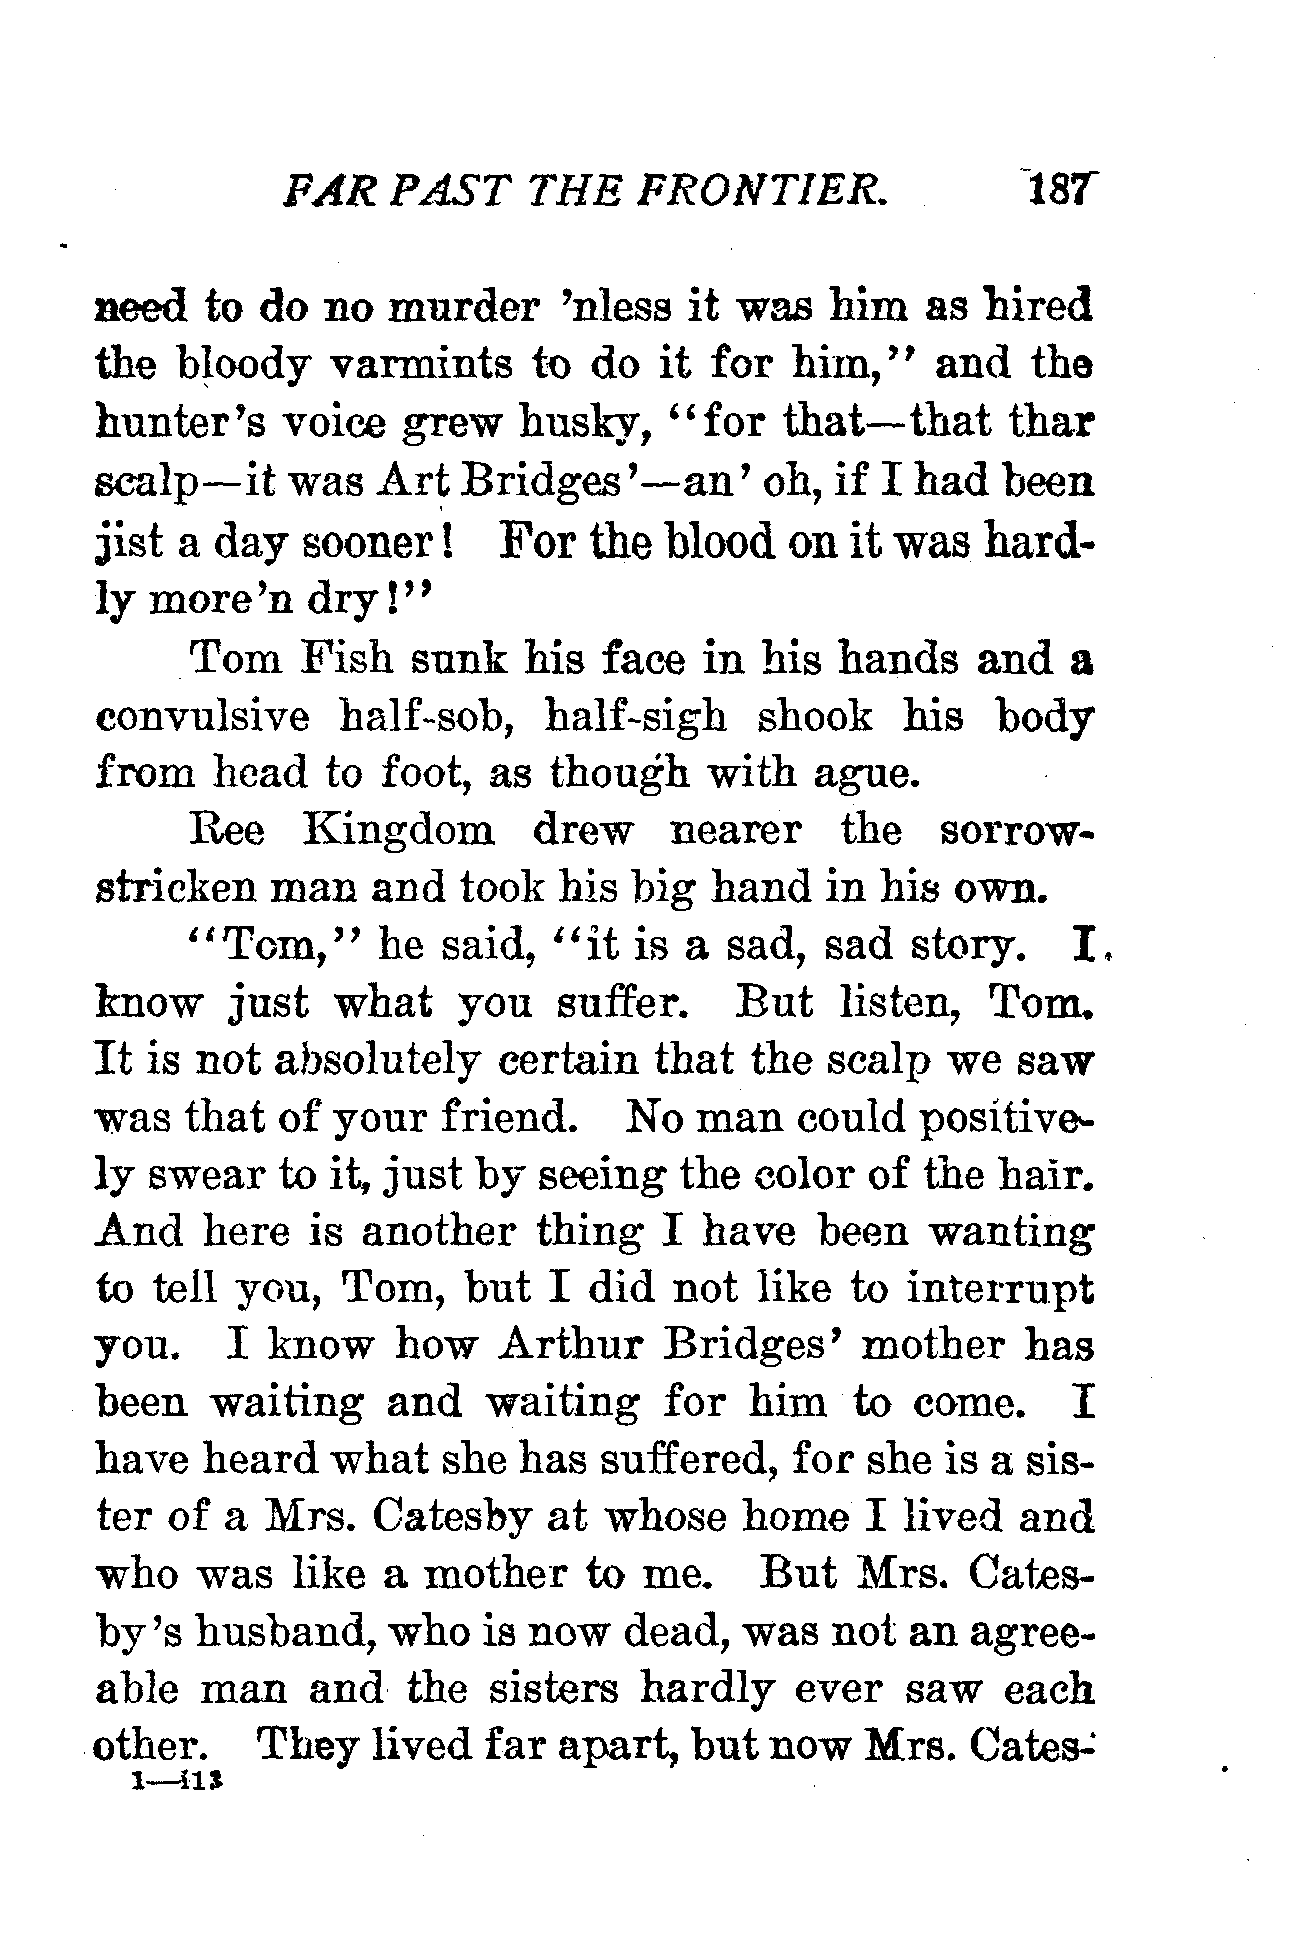 FAR PAST THE FRONTIER. 187
need to do no murder 'nless it was him as hired
the bloody varmints to do it for him,'' and the
hunter's voice grew husky, ''for that—that thar
scalp—it was Art Bridges'—an' oh, if I had been
jist a day sooner! For the blood on it was hard-
ly more'n dry!''
Tom Fish sunk his face in his hands and a
convulsive half-sob, half-sigh shook his body
from head to foot, as though with ague.
Ree Kingdom drew nearer the sorrow-
stricken man and took his big hand in his own.
''Tom,'' he said, ''it is a sad, sad story. I
know just what you suffer. But listen, Tom.
It is not absolutely certain that the scalp we saw
was that of your friend. No man could positive-
ly swear to it, just by seeing the color of the hair.
And here is another thing I have been wanting
to tell you, Tom, but I did not like to interrupt
you. I know how Arthur Bridges' mother has
been waiting and waiting for him to come. I
have heard what she has suffered, for she is a sis-
ter of a Mrs. Catesby at whose home I lived and
who was like a mother to me. But Mrs. Cates-
by's husband, who is now dead, was not an agree-
able man and the sisters hardly ever saw each
other. They lived far apart, but now Mrs. Cates-